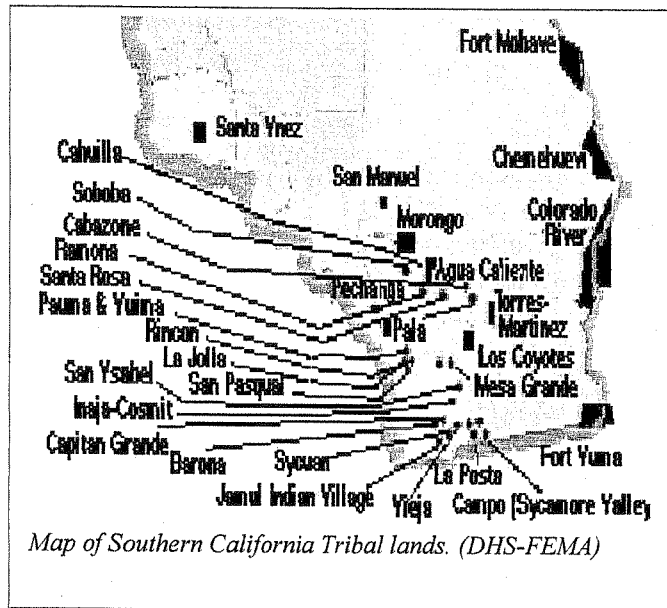 Fort Mohave
Santa Ynez
Cahuilla
Chemehuevi
San Manuel
Soboba
Colorado
River
Cabazone
Morongo
Ramona
Agua Caliente
Santa Rosa
Pechanga
Torres-
Martinez
Pauma & Yuima
Pala
Rincon
La Jolla
Los Coyotes
San Ysabel
San Pasqual
Mesa Grande
Inaja-Cosmit
Capitan Grande
Barona
Sycuan
Fort Yuma
La Posta
Jamul Indian Village
Vieja
Campo (Sycamore Valley
Map of Southern California Tribal lands. (DHS-FEMA)